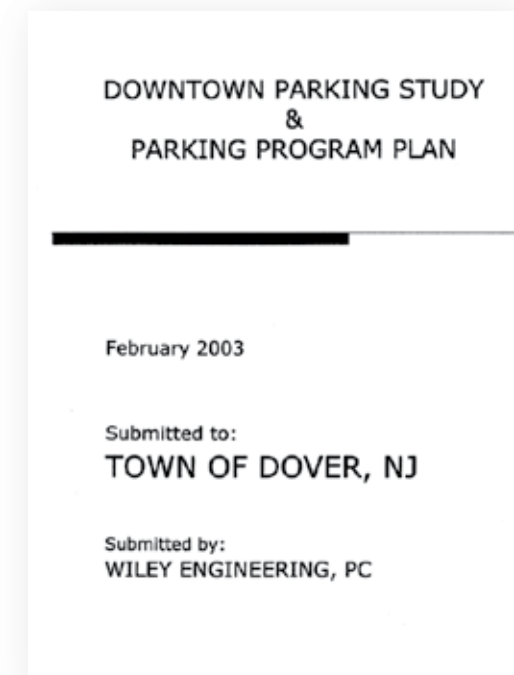 DOWNTOWN PARKING STUDY
&
PARKING PROGRAM PLAN
February 2003
Submitted to:
TOWN OF DOVER, NJ
Submitted by:
WILEY ENGINEERING, PC